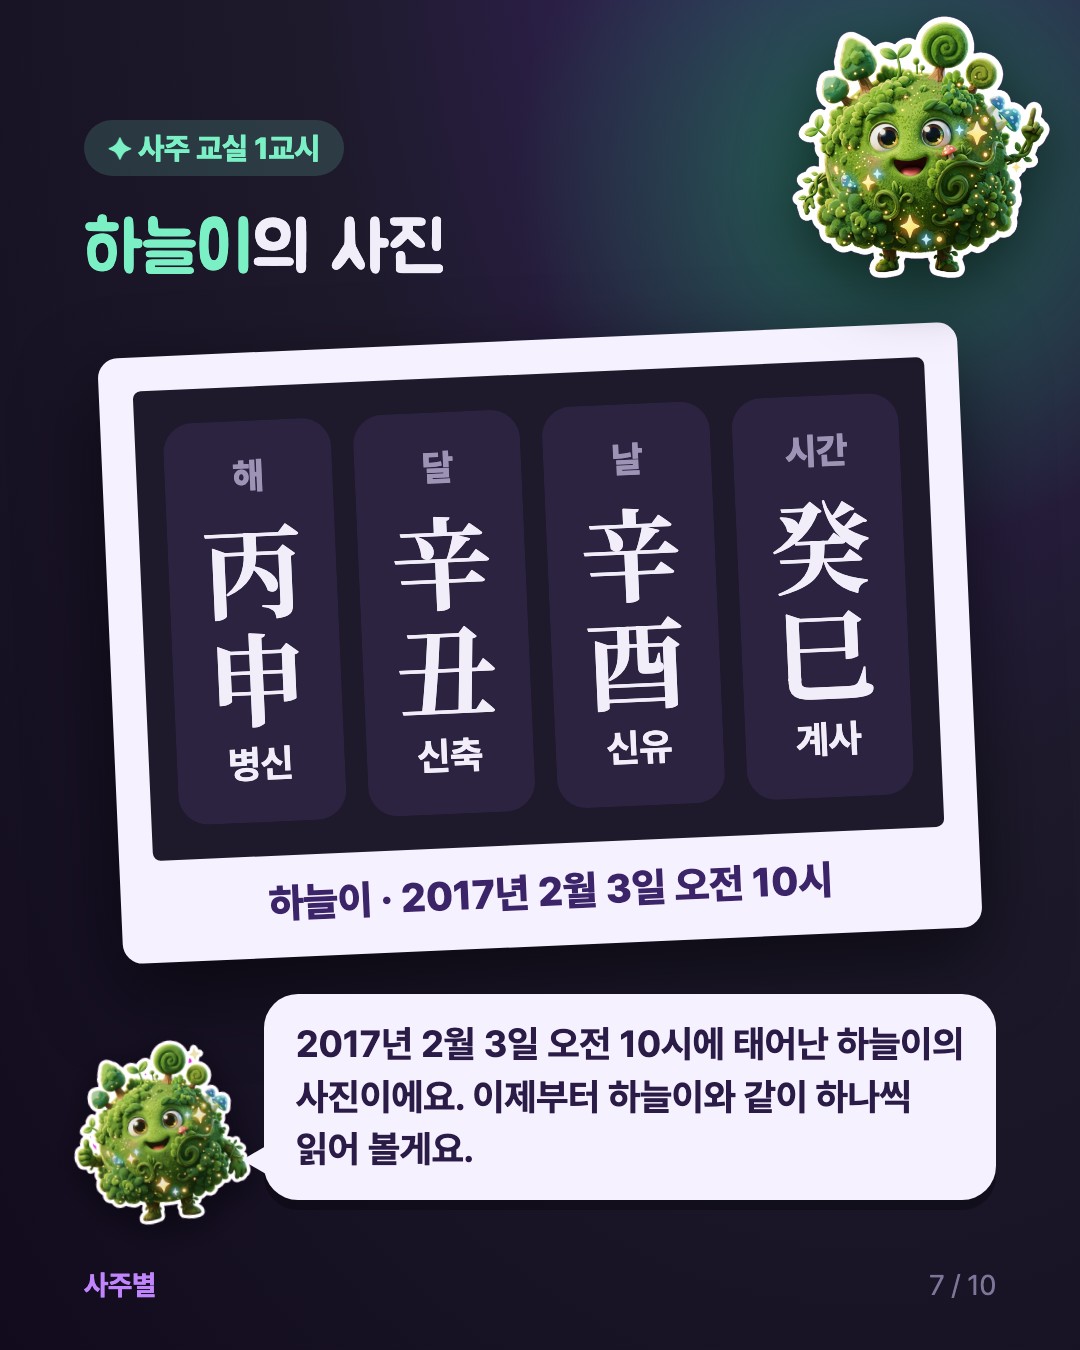 사주 교실 1교시
하늘이의 사진
해
丙
申
병신
달
辛
丑
신축
날
辛
酉
신유
시간
癸
巳
계사
하늘이 · 2017년 2월 3일 오전 10시
2017년 2월 3일 오전 10시에 태어난 하늘이의
사진이에요. 이제부터 하늘이와 같이 하나씩
읽어 볼게요.
사주별
7 / 10